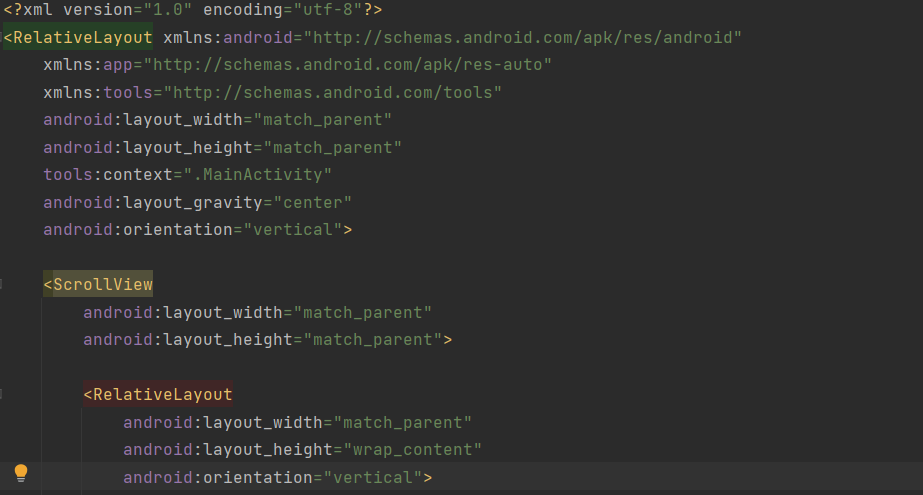 <?xml version="1.0" encoding="utf-8"?>
<RelativeLayout xmlns:android="http://schemas.android.com/apk/res/android"
    xmlns:app="http://schemas.android.com/apk/res-auto"
    xmlns:tools="http://schemas.android.com/tools"
    android:layout_width="match_parent"
    android:layout_height="match_parent"
    tools:context=".MainActivity"
    android:layout_gravity="center"
    android:orientation="vertical">
    <ScrollView
        android:layout_width="match_parent"
        android:layout_height="match_parent">
        <RelativeLayout
            android:layout_width="match_parent"
            android:layout_height="wrap_content"
            android:orientation="vertical">